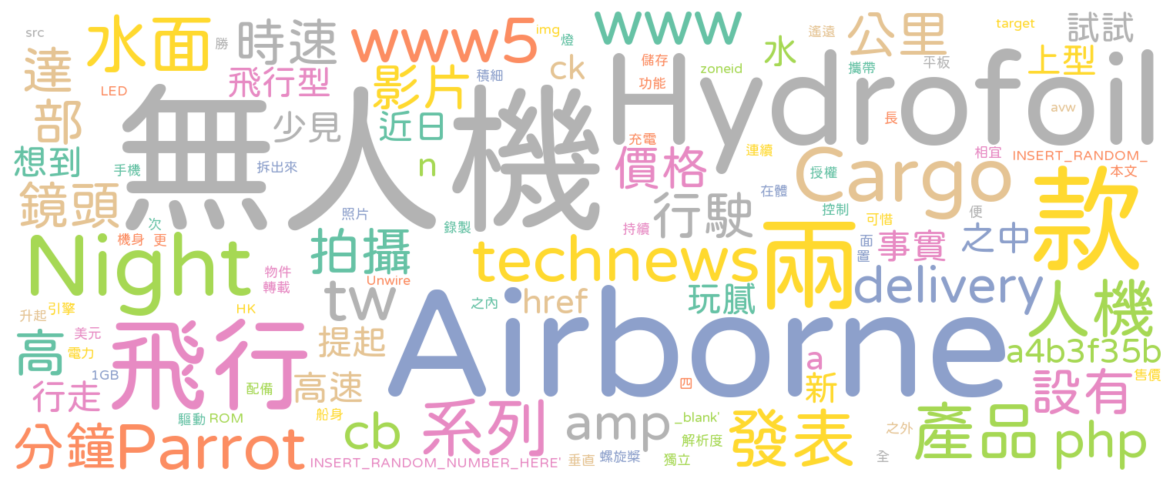 src
水面
勝
時速
www5
img
燈
www
遙遠
公里
target
試試
達
飛行型
影片
積細
ck
儲存
功能
zoneid
水
攜帶
平板
上型
LED
部
無人機
少見
近日
Hydrofoil
avw
長
想到
手機
拆出來
n
充電
價格
連續
Cargo
相宜
INSERT_RANDOM_
本文
鏡頭
次
照片
錄製
持續
行駛
在體
授權
控制
可惜
便
款
機身
更
Night
拍攝
technews
兩
面
置
事實
之中
物件
轉載
Unwire
tw
href
之內
玩膩
delivery
人機
升起
引擎
HK
飛行
提起
Airborne
高
美元
電力
1GB
a
a4b3f35b
行走
配備
高速
四
新
設有
售價
驅動
ROM
船身
系列
amp
_blank'
發表
之外
產品
php
分鐘
Parrot
cb
解析度
INSERT_RANDOM_NUMBER_HERE'
垂直
螺旋槳
獨立
全